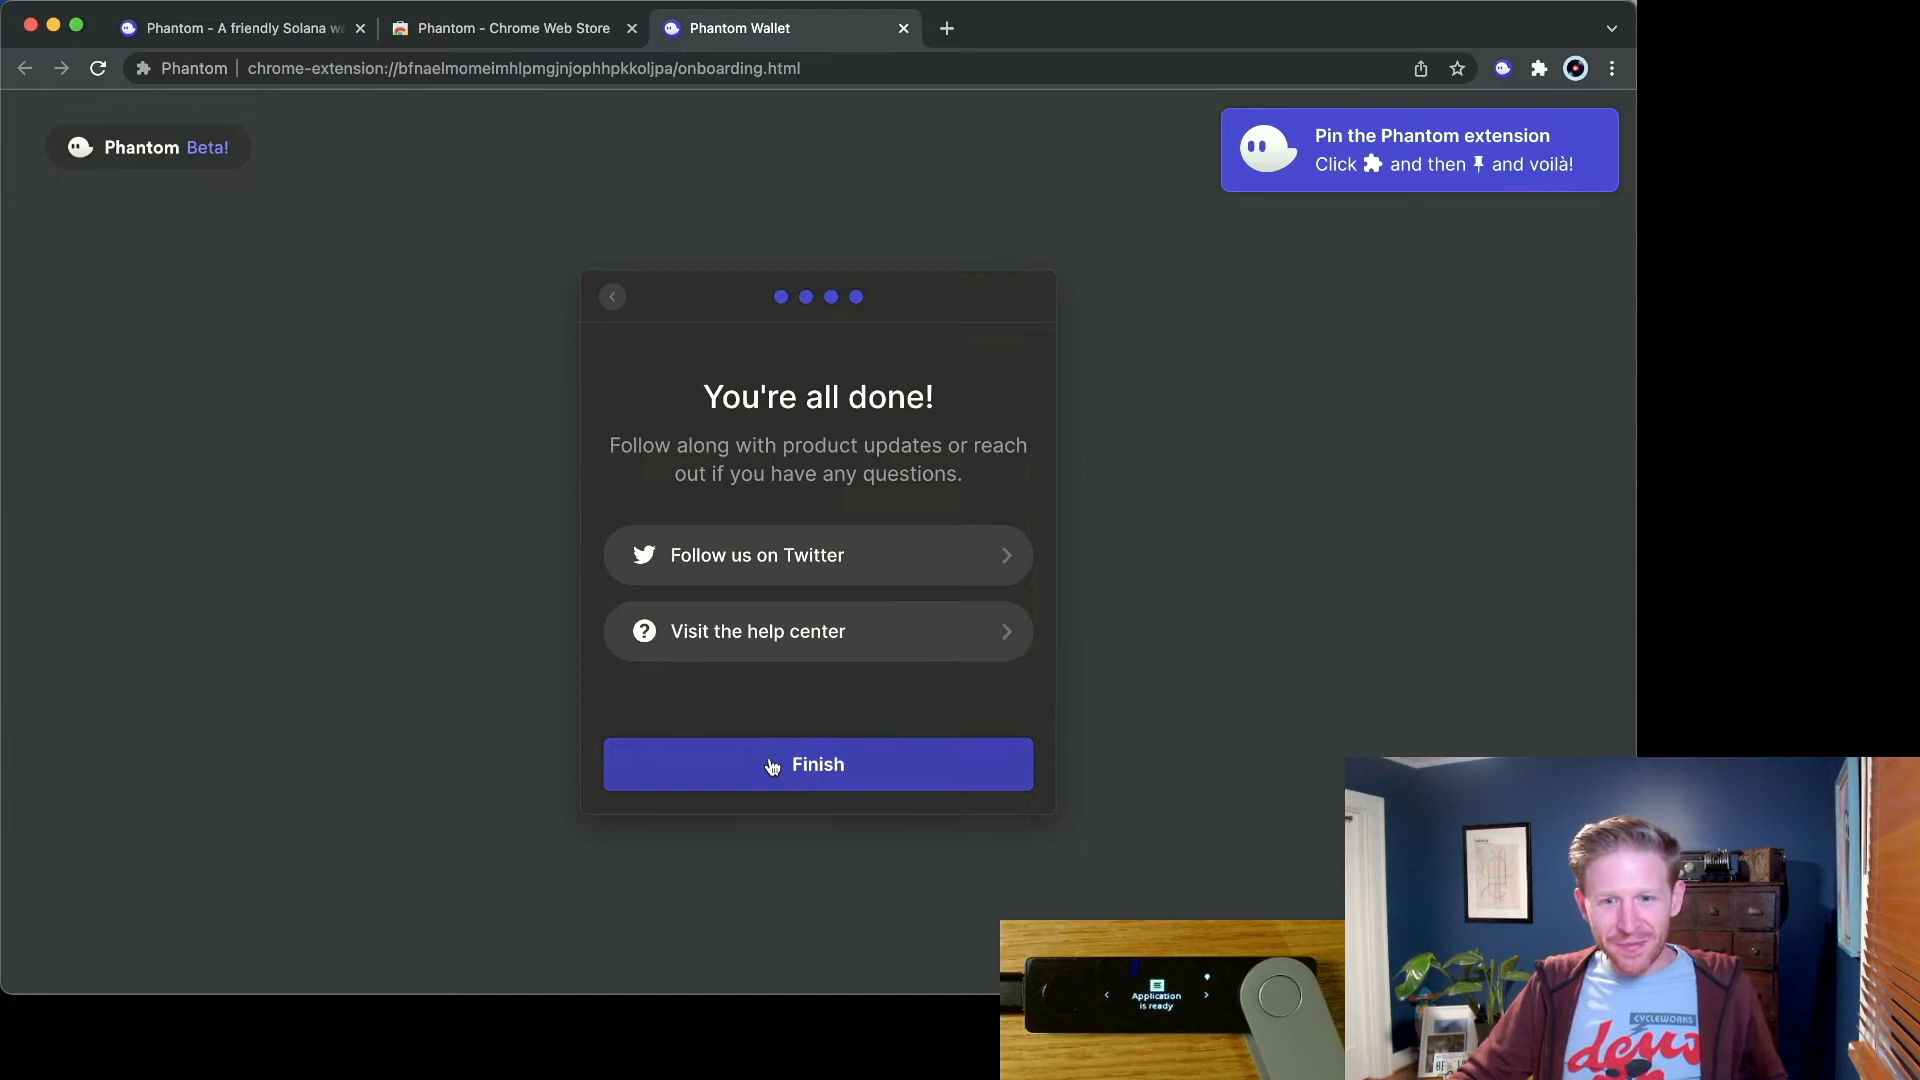 Phantom - A friendly Solana wa
Phantom - Chrome Web Store
Phantom Wallet
Phantom | chrome-extension://bfnaelmomeimhlpmgjnjophhpkkoljpa/onboarding.html
Phantom Beta!
Pin the Phantom extension
Click and then and voilà!
You're all done!
Follow along with product updates or reach
out if you have any questions.
Follow us on Twitter
Visit the help center
Finish
Application
is ready
CYCLEWORKS